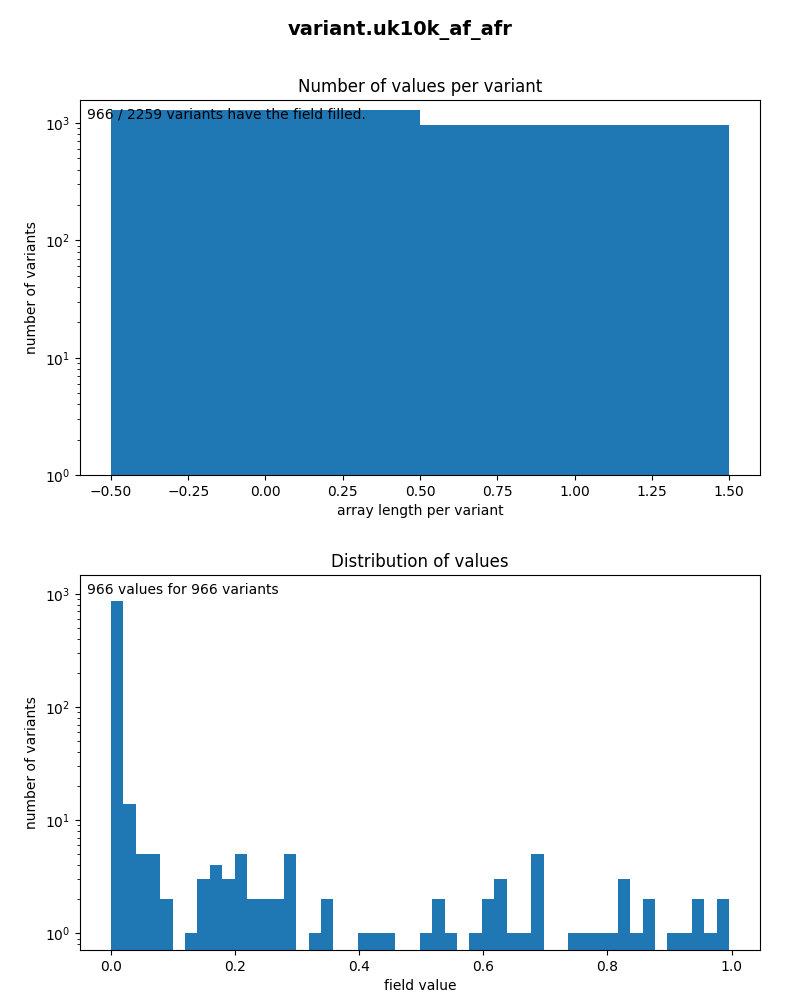 variant.uk10k_af_afr
Number of values per variant
966 / 2259 variants have the field filled.
number of variants
10³
10²
10¹
10⁰
−0.50 −0.25 0.00 0.25 0.50 0.75 1.00 1.25 1.50
array length per variant
Distribution of values
966 values for 966 variants
number of variants
10³
10²
10¹
10⁰
0.0 0.2 0.4 0.6 0.8 1.0
field value